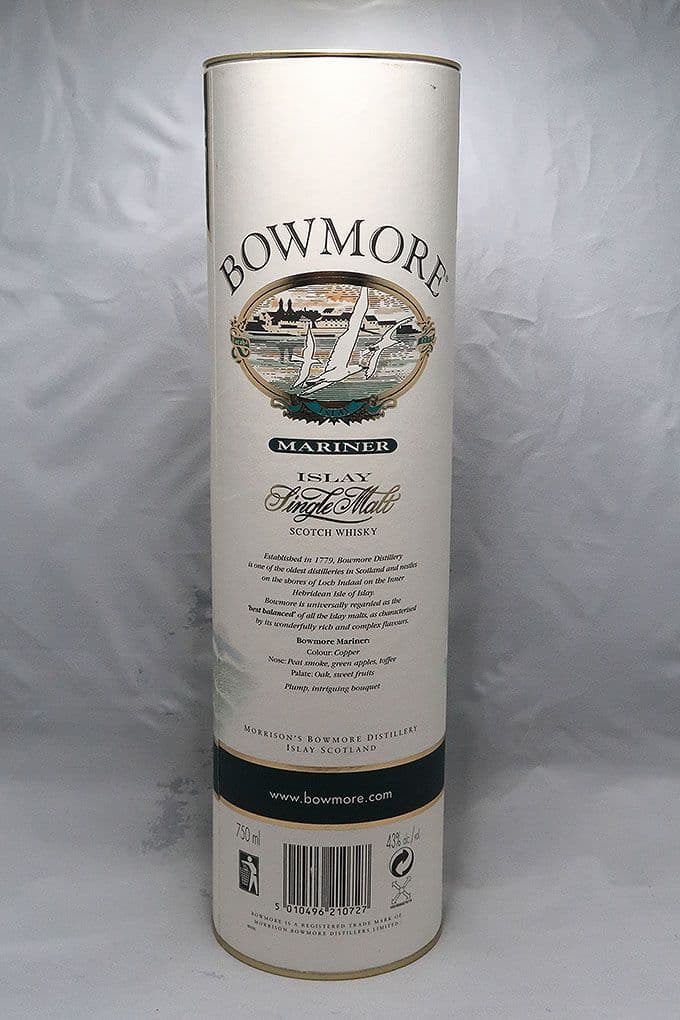 BOWMORE®
MARINER
ISLAY
Single Malt
SCOTCH WHISKY
Established in 1779, Bowmore Distillery
is one of the oldest distilleries in Scotland and nestles
on the shores of Loch Indaal on the Inner
Hebridean Isle of Islay.
Bowmore is universally regarded as the
'best balanced' of all the Islay malts, as characterised
by its wonderfully rich and complex flavours.
Bowmore Mariner:
Colour: Copper
Nose: Peat smoke, green apples, toffee
Palate: Oak, sweet fruits
Plump, intriguing bouquet
MORRISON'S BOWMORE DISTILLERY
ISLAY SCOTLAND
www.bowmore.com
750 ml
43% alc/vol
5 010496 210727
BOWMORE IS A REGISTERED TRADE MARK OF
MORRISON BOWMORE DISTILLERS LIMITED.